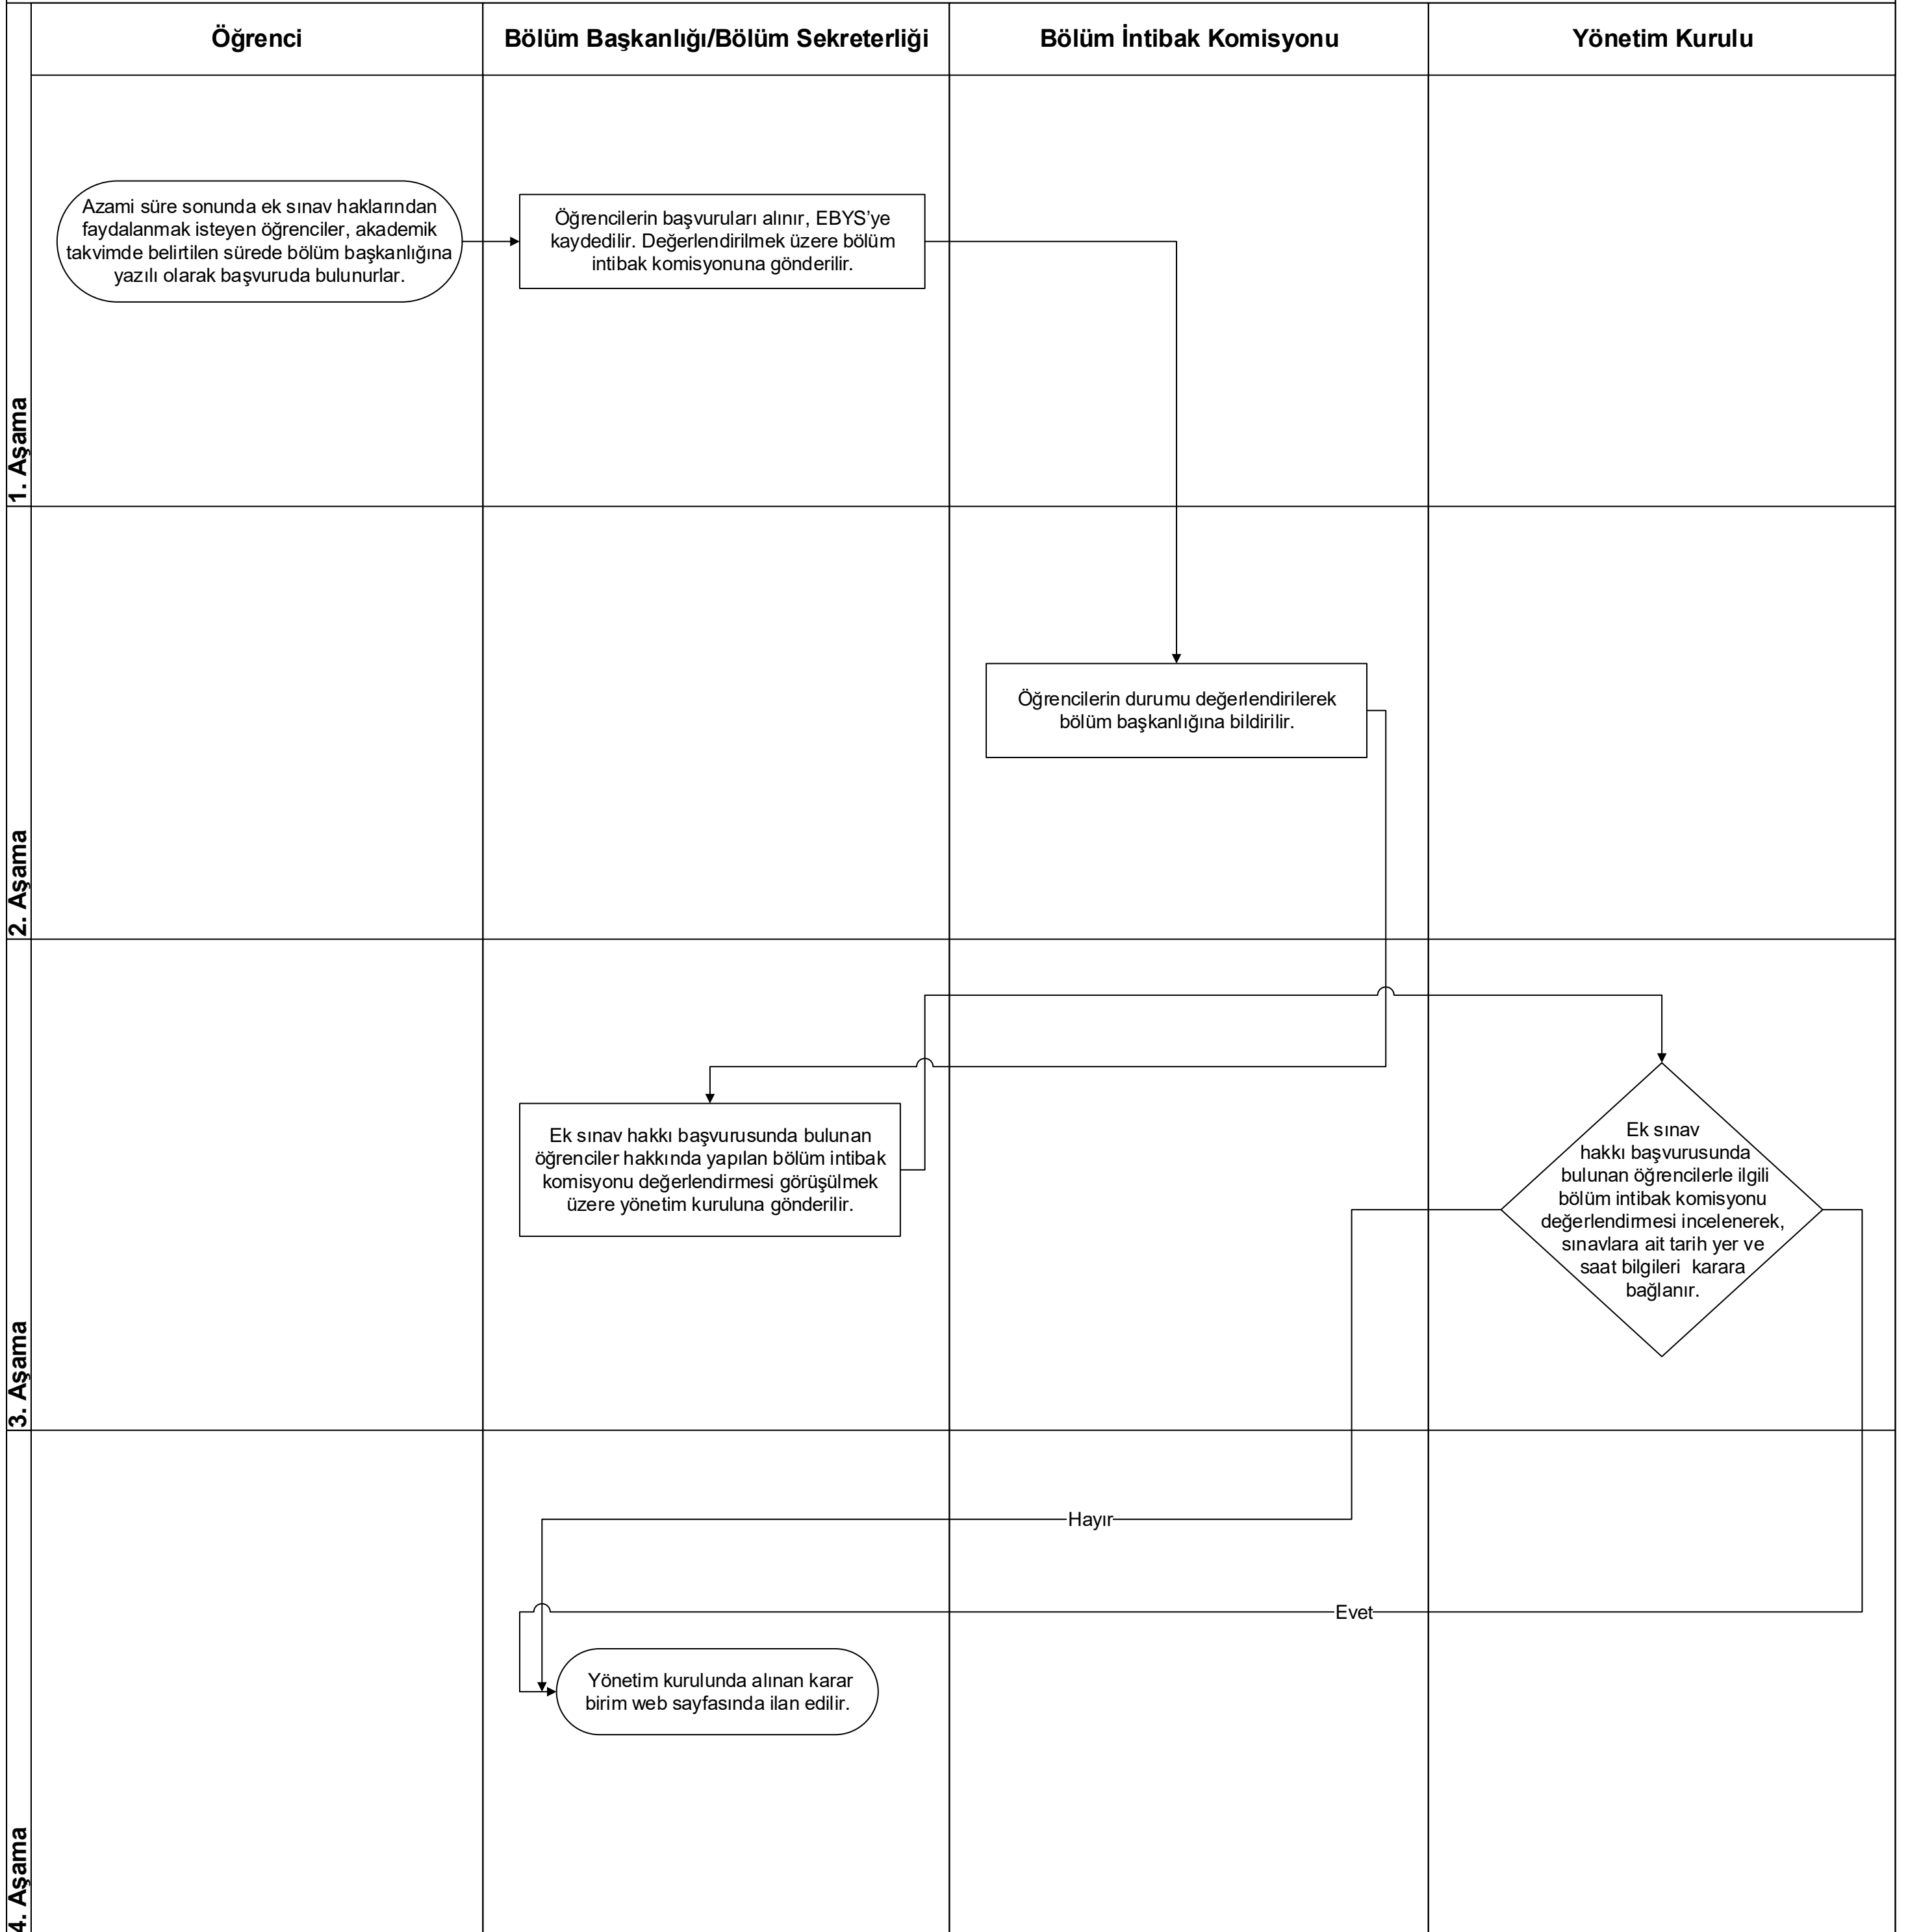 Öğrenci
Bölüm Başkanlığı/Bölüm Sekreterliği
Bölüm İntibak Komisyonu
Yönetim Kurulu
1. Aşama
Azami süre sonunda ek sınav haklarından
faydalanmak isteyen öğrenciler, akademik
takvimde belirtilen sürede bölüm başkanlığına
yazılı olarak başvuruda bulunurlar.
Öğrencilerin başvuruları alınır, EBYS’ye
kaydedilir. Değerlendirilmek üzere bölüm
intibak komisyonuna gönderilir.
2. Aşama
Öğrencilerin durumu değerlendirilerek
bölüm başkanlığına bildirilir.
3. Aşama
Ek sınav hakkı başvurusunda bulunan
öğrenciler hakkında yapılan bölüm intibak
komisyonu değerlendirmesi görüşülmek
üzere yönetim kuruluna gönderilir.
Ek sınav
hakkı başvurusunda
bulunan öğrencilerle ilgili
bölüm intibak komisyonu
değerlendirmesi incelenerek,
sınavlara ait tarih yer ve
saat bilgileri  karara
bağlanır.
4. Aşama
Hayır
Evet
Yönetim kurulunda alınan karar
birim web sayfasında ilan edilir.